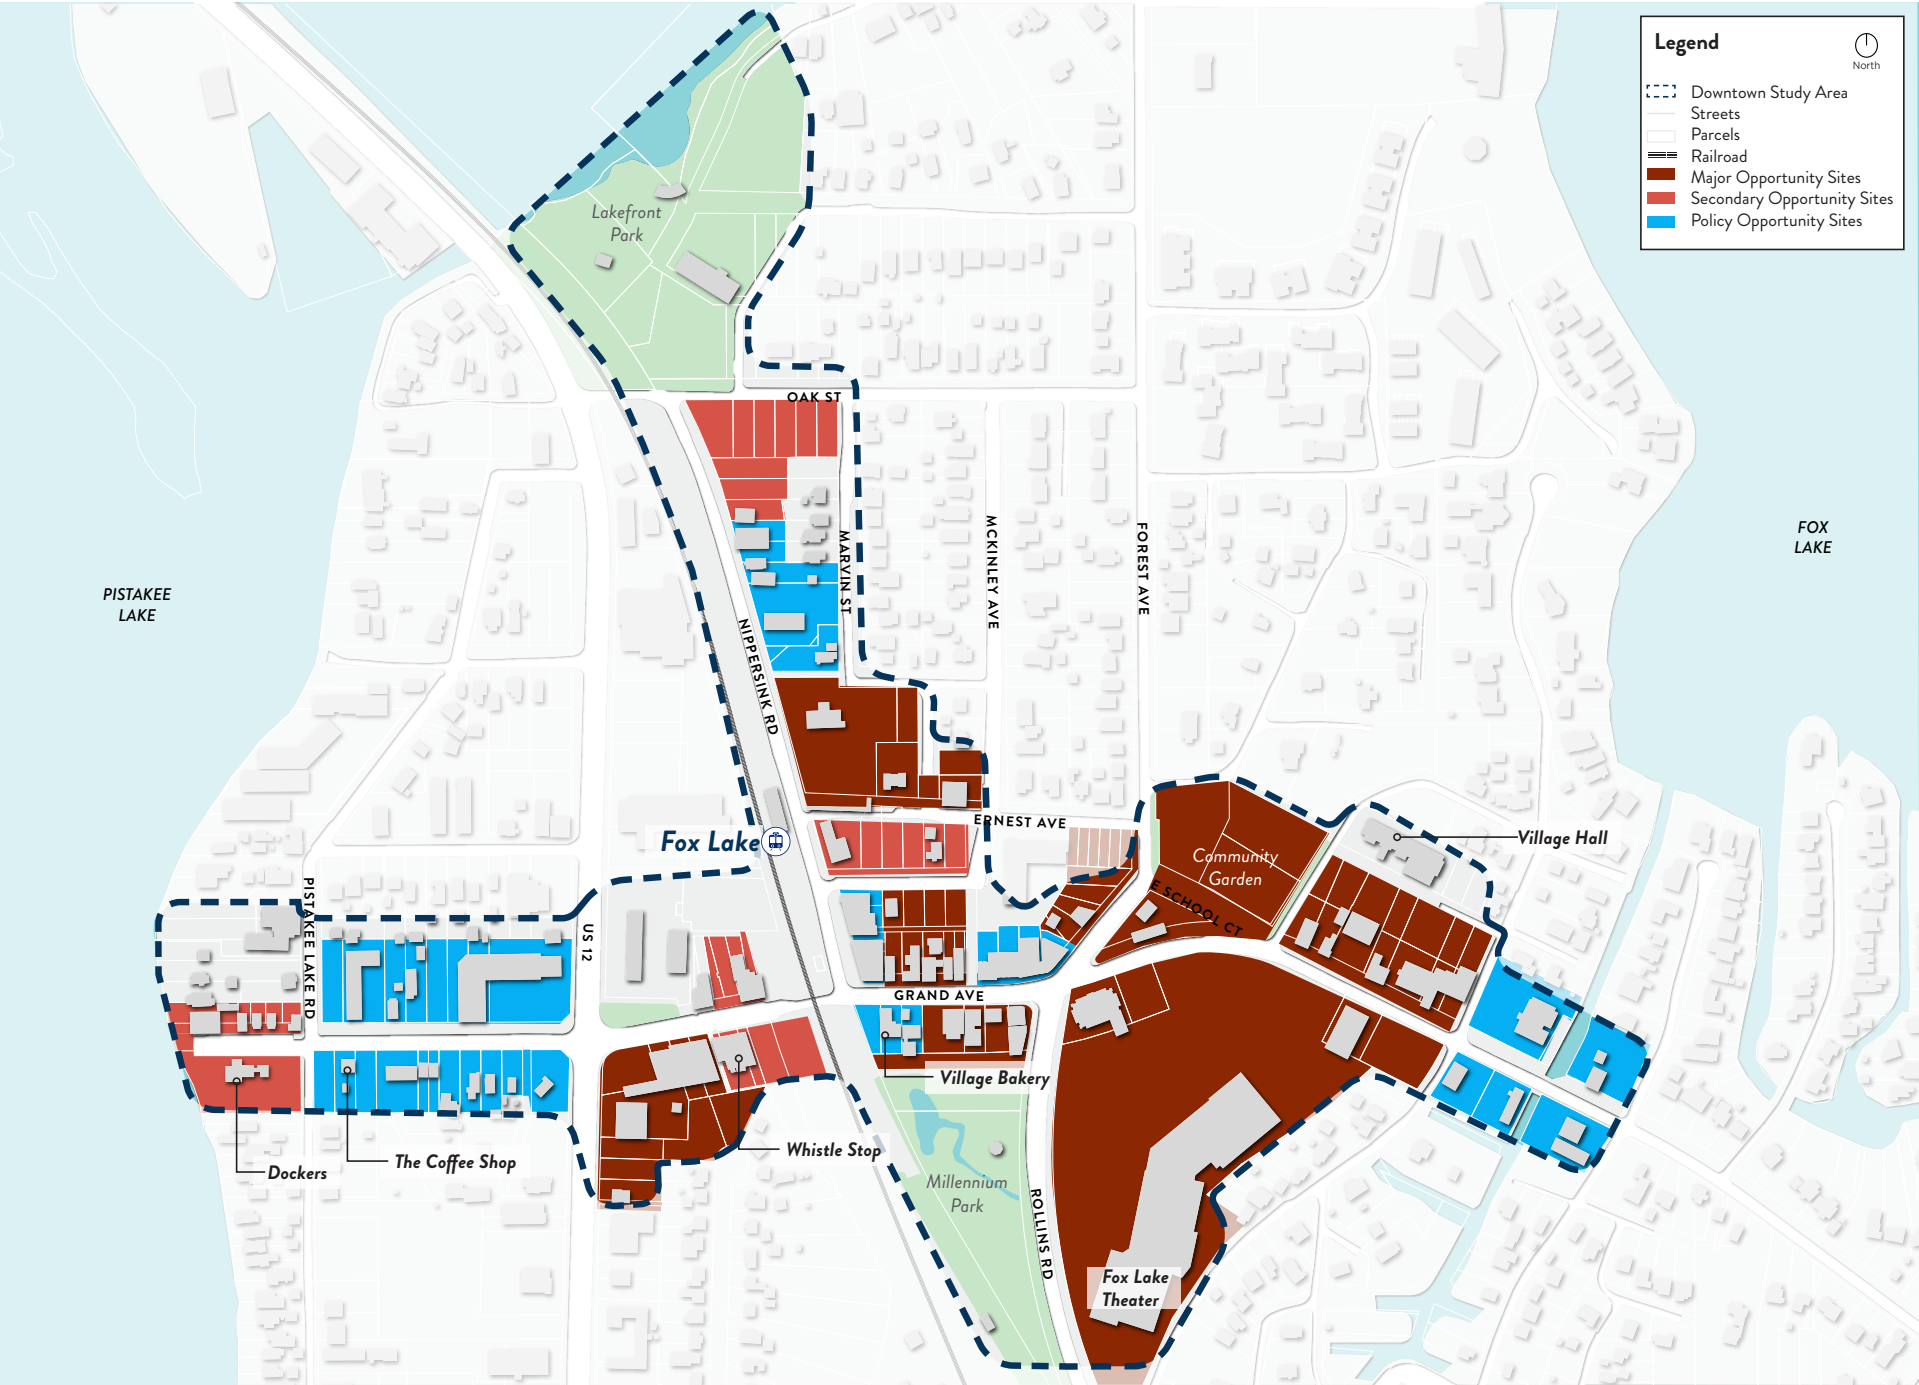 Legend
North
Downtown Study Area
Streets
Parcels
Railroad
Major Opportunity Sites
Secondary Opportunity Sites
Policy Opportunity Sites
Lakefront
Park
OAK ST
MARVIN ST
MCKINLEY AVE
FOREST AVE
FOX
LAKE
PISTAKEE
LAKE
NIPPERSINK RD
ERNEST AVE
Fox Lake
Village Hall
Community
Garden
E SCHOOL CT
PISTAKEE LAKE RD
US 12
GRAND AVE
Village Bakery
Whistle Stop
The Coffee Shop
Dockers
Millennium
Park
ROLLINS RD
Fox Lake
Theater